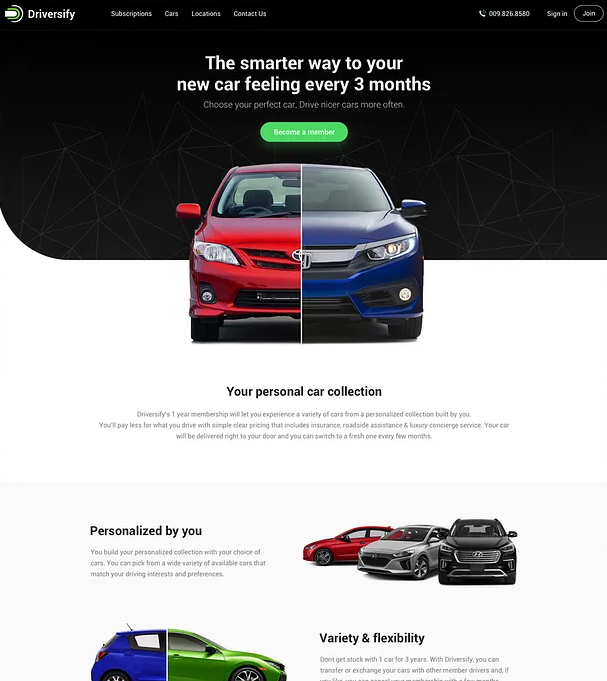 Diversify
Subscriptions Cars Locations Contact Us 009.826.8580 Sign in Join
The smarter way to your
new car feeling every 3 months
Choose your perfect car, Drive nicer cars more often.
Become a member
Your personal car collection
Driversify's 1 year membership will let you experience a variety of cars from a personalized collection built by you.
You'll pay less for what you drive with simple clear pricing that includes insurance, roadside assistance & luxury concierge service. Your car
will be delivered right to your door and you can switch to a fresh one every few months.
Personalized by you
You build your personalized collection with your choice of
cars. You can pick from a wide variety of available cars that
match your driving interests and preferences.
Variety & flexibility
Dont get stuck with 1 car for 3 years. With Driversify, you can
transfer or exchange your cars with other member drivers and, if